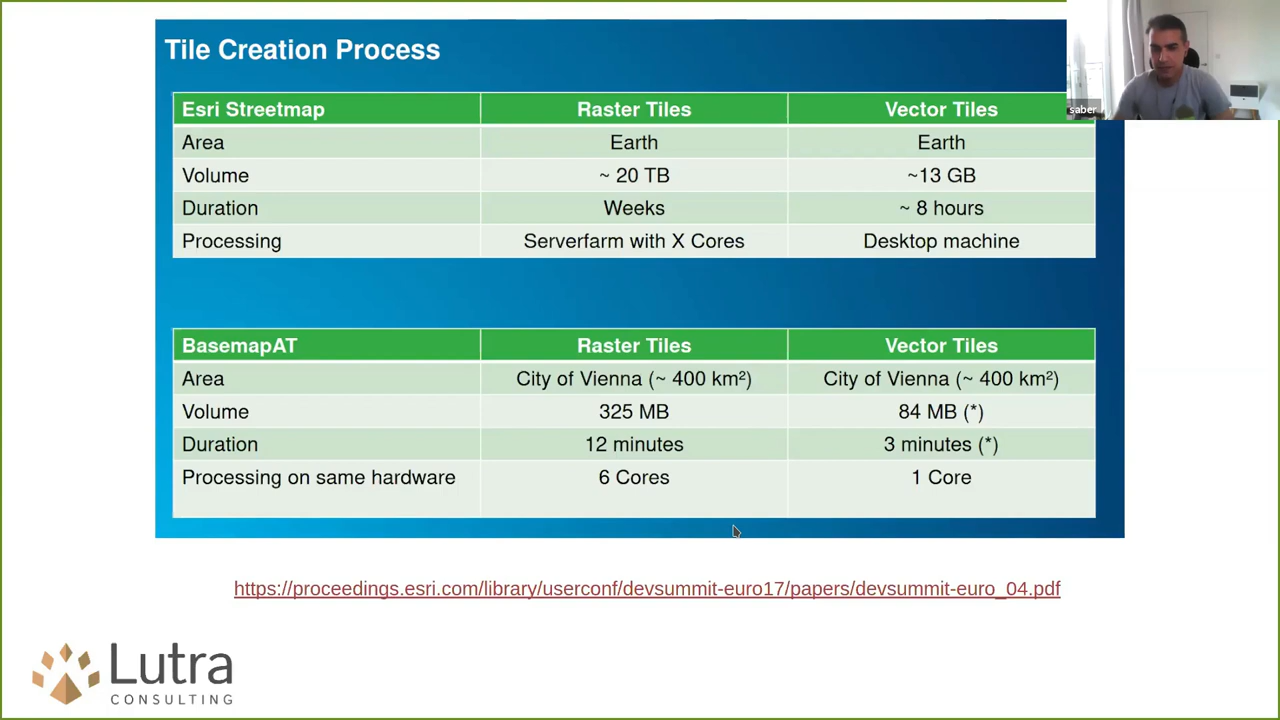 Tile Creation Process
saber
Esri Streetmap Raster Tiles Vector Tiles
Area Earth Earth
Volume ~ 20 TB ~13 GB
Duration Weeks ~ 8 hours
Processing Serverfarm with X Cores Desktop machine
BasemapAT Raster Tiles Vector Tiles
Area City of Vienna (~ 400 km²) City of Vienna (~ 400 km²)
Volume 325 MB 84 MB (*)
Duration 12 minutes 3 minutes (*)
Processing on same hardware 6 Cores 1 Core
https://proceedings.esri.com/library/userconf/devsummit-euro17/papers/devsummit-euro_04.pdf
Lutra
CONSULTING